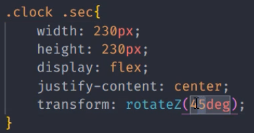 .clock .sec{
width: 230px;
height: 230px;
display: flex;
justify-content: center;
transform: rotateZ(45deg);
}